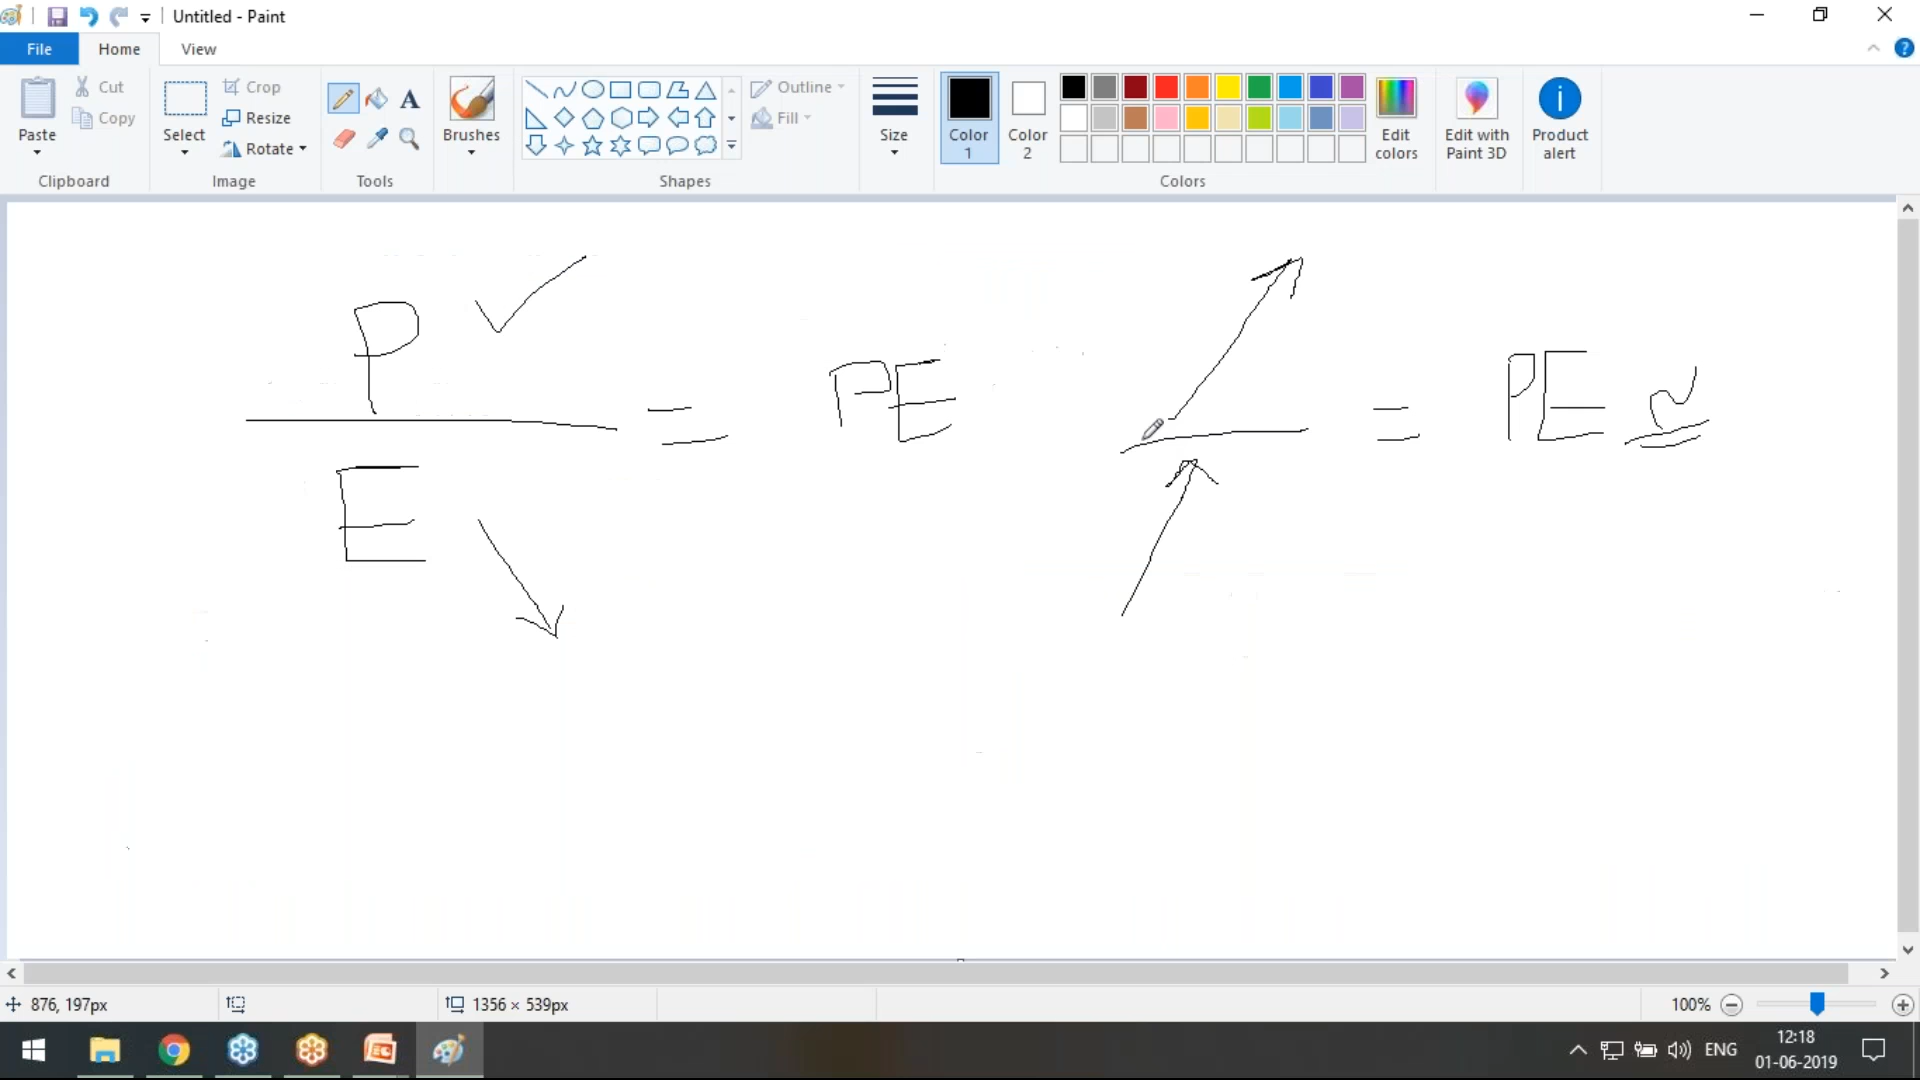 Untitled - Paint
File Home View
Paste
Cut
Copy
Clipboard
Select
Crop
Resize
Rotate
Image
A
Tools
Brushes
Shapes
Outline
Fill
Size
Color 1
Color 2
Colors
Edit colors
Edit with Paint 3D
Product alert
P
= PE
E
= PE
876, 197px
1356 × 539px
100%
ENG
12:18
01-06-2019